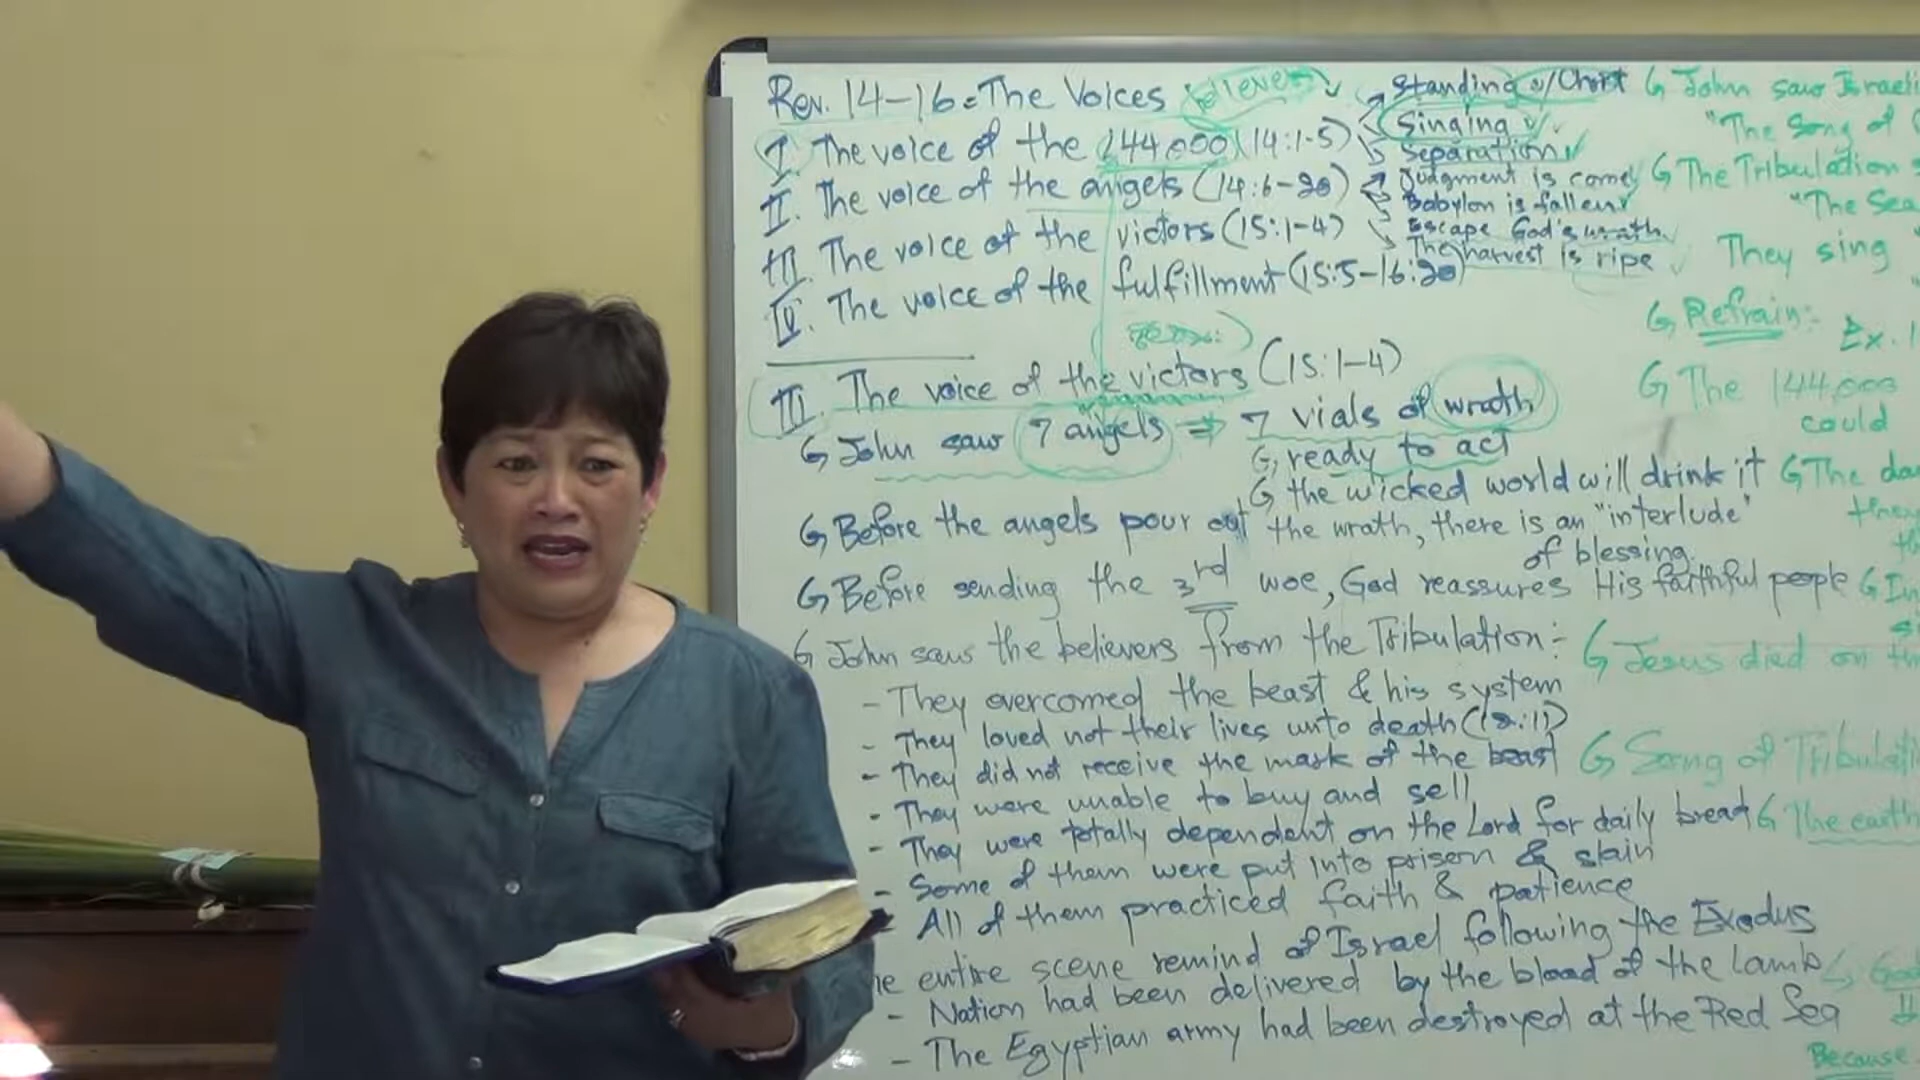 Rev. 14-16 = The Voices
I. The voice of the 144,000 (14:1-5)
II. The voice of the angels (14:6-20)
III. The voice of the victors (15:1-4)
IV. The voice of the fulfillment (15:5-16:20)
Standing w/Christ
Singing
Separation
Judgment is come
Babylon is fallen
Escape God's wrath
The harvest is ripe
III. The voice of the victors (15:1-4)
John saw 7 angels ⇒ 7 vials of wrath
ready to act
the wicked world will drink it
Before the angels pour out the wrath, there is an "interlude"
of blessing.
Before sending the 3rd woe, God reassures His faithful people
John saw the believers from the Tribulation:-
- They overcomed the beast & his system
- They loved not their lives unto death (12:11)
- They did not receive the mark of the beast
- They were unable to buy and sell
- They were totally dependent on the Lord for daily bread
- Some of them were put into prison & slain
All of them practiced faith & patience
entire scene remind of Israel following the Exodus
- Nation had been delivered by the blood of the lamb
- The Egyptian army had been destroyed at the Red Sea
John saw
"The Song of
The Tribulation
"The Sea
They sing
Refrain:-
Ex.
The 144,000
could
The
Jesus died on
Song of
The earth
Because